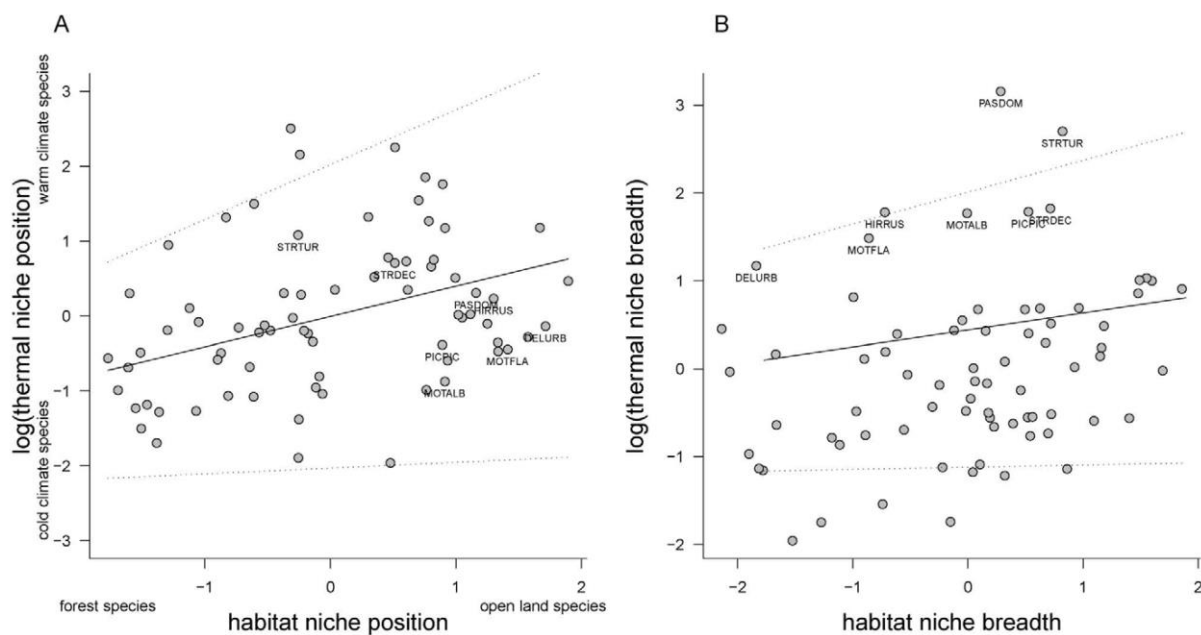 A
B
warm climate species
log(thermal niche position)
cold climate species
3
2
1
0
−1
−2
−3
STRTUR
STRDEC
PASDOM
HIRRUS
DELURB
PICPIC
MOTFLA
MOTALB
−1
0
1
2
forest species
open land species
habitat niche position
log(thermal niche breadth)
3
2
1
0
−1
−2
PASDOM
STRTUR
HIRRUS
MOTALB
PICPIC
STRDEC
MOTFLA
DELURB
−2
−1
0
1
2
habitat niche breadth